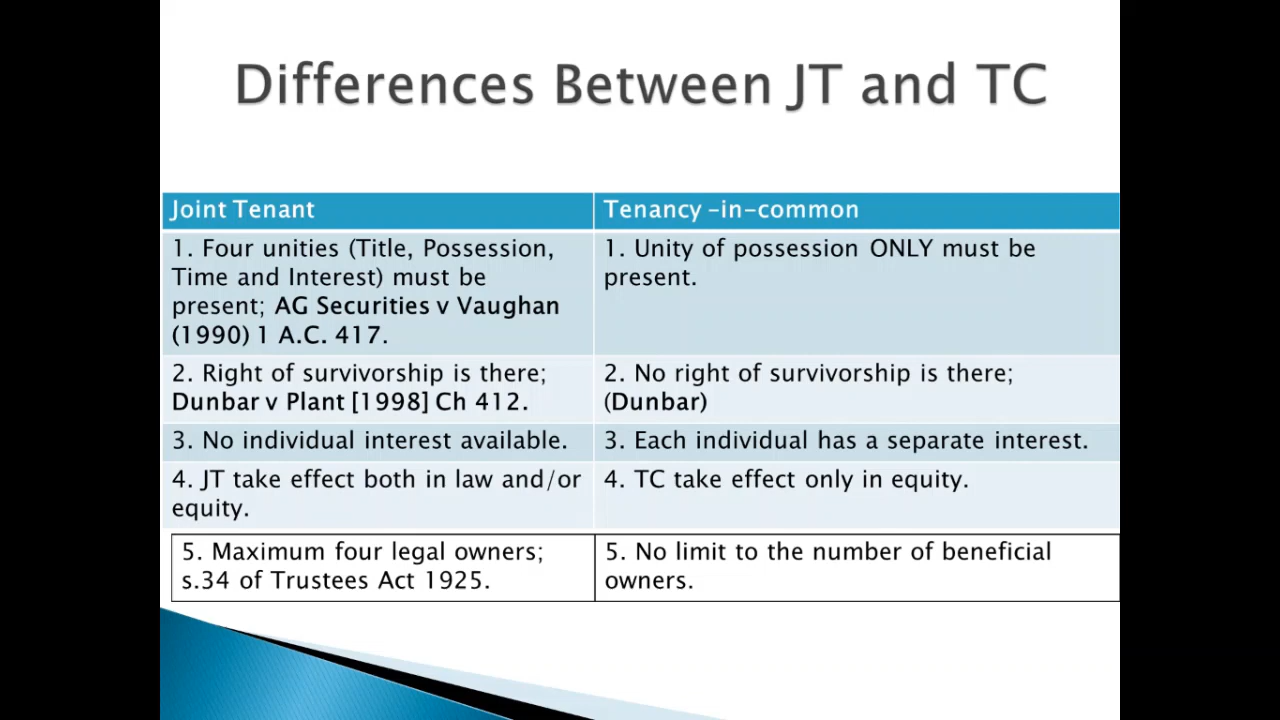 Differences Between JT and TC
Joint Tenant
Tenancy -in-common
1. Four unities (Title, Possession,
Time and Interest) must be
present; AG Securities v Vaughan
(1990) 1 A.C. 417.
1. Unity of possession ONLY must be
present.
2. Right of survivorship is there;
Dunbar v Plant [1998] Ch 412.
2. No right of survivorship is there;
(Dunbar)
3. No individual interest available.
3. Each individual has a separate interest.
4. JT take effect both in law and/or
equity.
4. TC take effect only in equity.
5. Maximum four legal owners;
s.34 of Trustees Act 1925.
5. No limit to the number of beneficial
owners.